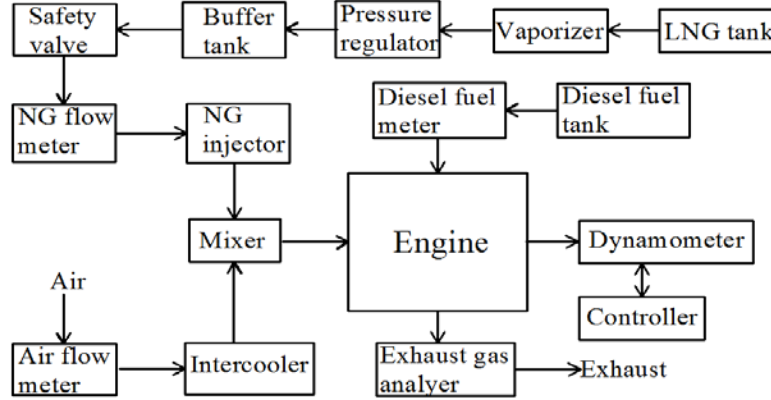 Safety
valve
Buffer
tank
Pressure
regulator
Vaporizer
LNG tank
NG flow
meter
NG
injector
Diesel fuel
meter
Diesel fuel
tank
Mixer
Engine
Dynamometer
Air
Controller
Air flow
meter
Intercooler
Exhaust gas
analyer
Exhaust